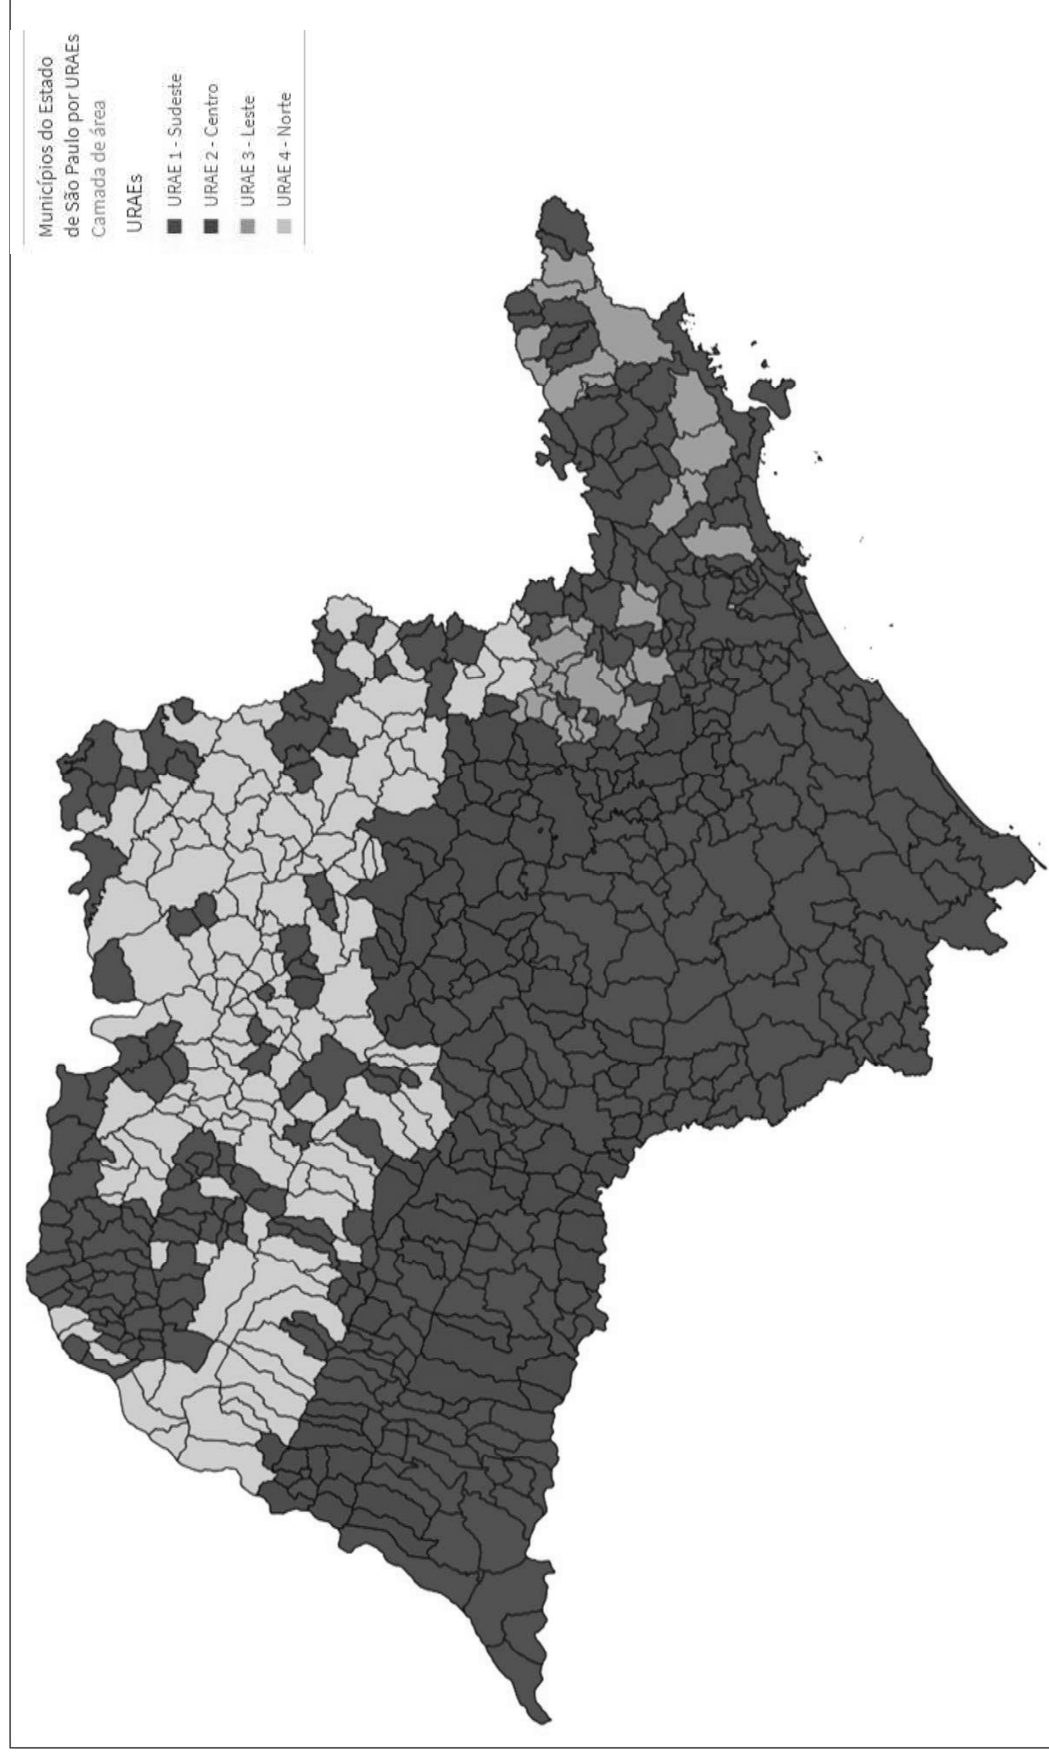 Municípios do Estado
de São Paulo por URAEs
Camada de área
URAEs
URAE 1 - Sudeste
URAE 2 - Centro
URAE 3 - Leste
URAE 4 - Norte